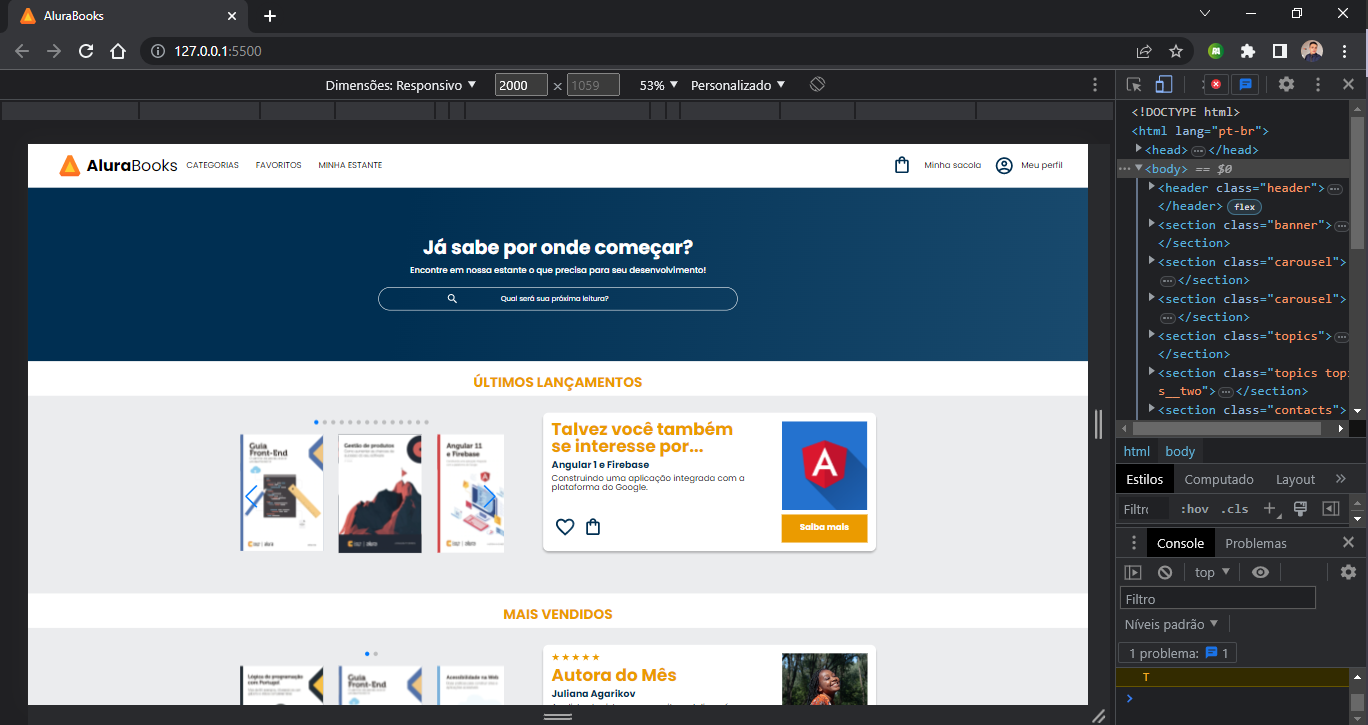 AluraBooks
127.0.0.1:5500
Dimensões: Responsivo ▼ 2000 × 1059 53% ▼ Personalizado ▼
AluraBooks CATEGORIAS FAVORITOS MINHA ESTANTE Minha sacola Meu perfil
Já sabe por onde começar?
Encontre em nossa estante o que precisa para seu desenvolvimento!
Qual será sua próxima leitura?
ÚLTIMOS LANÇAMENTOS
Guia
Front-End
Gestão de produtos
Angular 11
e Firebase
Talvez você também
se interesse por...
Angular 1 e Firebase
Construindo uma aplicação integrada com a
plataforma do Google.
A
Saiba mais
MAIS VENDIDOS
Lógica de programação
com Portugol
Guia
Front-End
Acessibilidade na Web
Autora do Mês
Juliana Agarikov
<!DOCTYPE html>
<html lang="pt-br">
<head> </head>
<body> == $0
<header class="header">
</header> flex
<section class="banner">
</section>
<section class="carousel">
</section>
<section class="carousel">
</section>
<section class="topics">
</section>
<section class="topics topi
s__two"> </section>
<section class="contacts">
html body
Estilos Computado Layout »
Filtr :hov .cls +
Console Problemas
top ▼
Filtro
Níveis padrão ▼
1 problema: 1
T